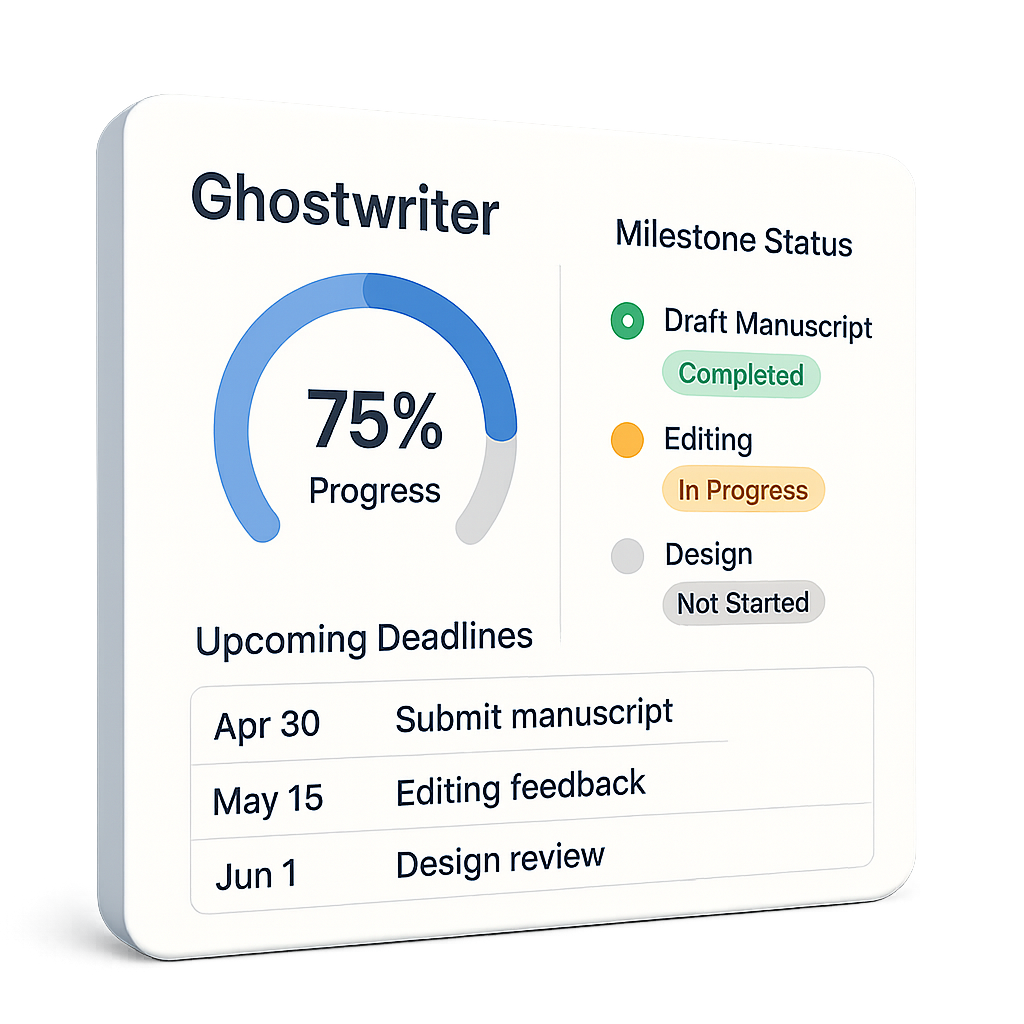 Ghostwriter
75%
Progress
Milestone Status
Draft Manuscript
Completed
Editing
In Progress
Design
Not Started
Upcoming Deadlines
Apr 30 Submit manuscript
May 15 Editing feedback
Jun 1 Design review